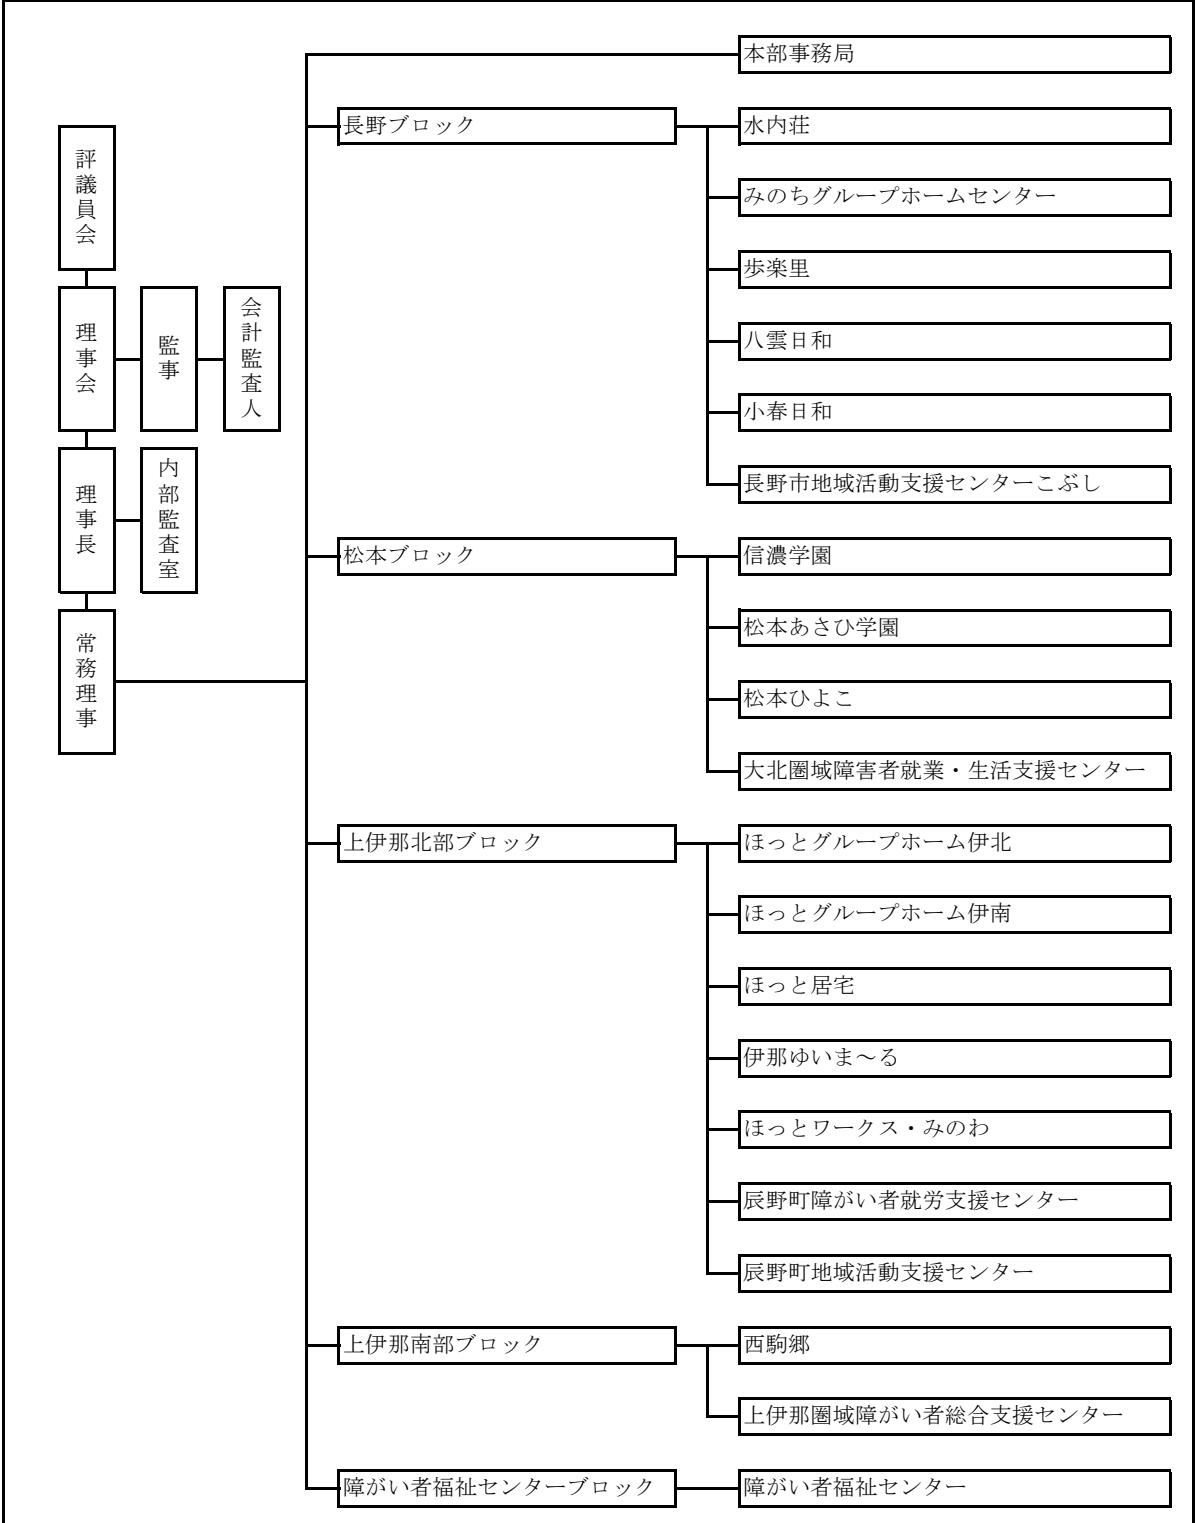 評議員会
理事会
監事
会計監査人
理事長
内部監査室
常務理事
本部事務局
長野ブロック
水内荘
みのちグループホームセンター
歩楽里
八雲日和
小春日和
長野市地域活動支援センターこぶし
松本ブロック
信濃学園
松本あさひ学園
松本ひよこ
大北圏域障害者就業・生活支援センター
上伊那北部ブロック
ほっとグループホーム伊北
ほっとグループホーム伊南
ほっと居宅
伊那ゆいま～る
ほっとワークス・みのわ
辰野町障がい者就労支援センター
辰野町地域活動支援センター
上伊那南部ブロック
西駒郷
上伊那圏域障がい者総合支援センター
障がい者福祉センターブロック
障がい者福祉センター